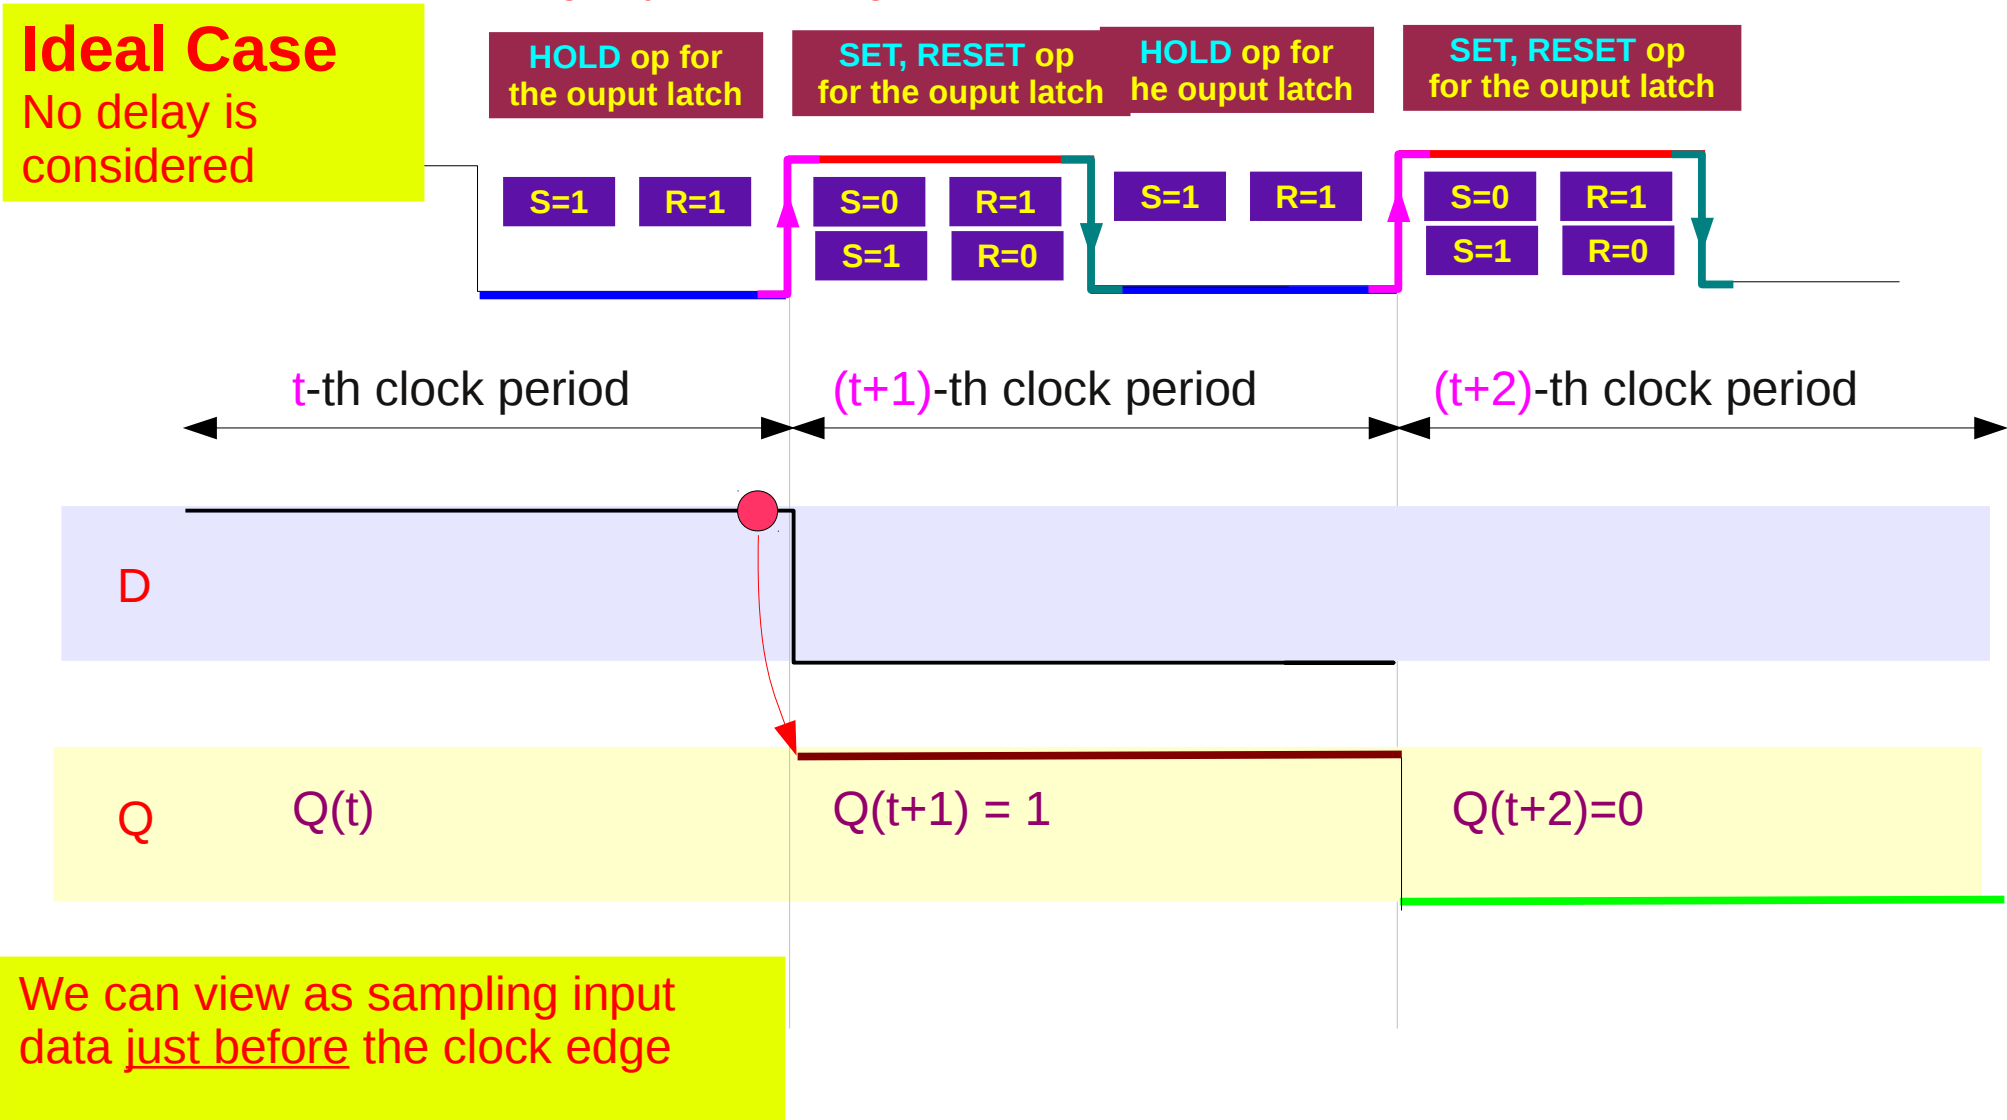 Ideal Case
No delay is
considered
HOLD op for
the ouput latch
SET, RESET op
for the ouput latch
HOLD op for
he ouput latch
SET, RESET op
for the ouput latch
S=1 R=1
S=0 R=1
S=1 R=0
S=1 R=1
S=0 R=1
S=1 R=0
t-th clock period
(t+1)-th clock period
(t+2)-th clock period
D
Q
Q(t)
Q(t+1) = 1
Q(t+2)=0
We can view as sampling input
data just before the clock edge